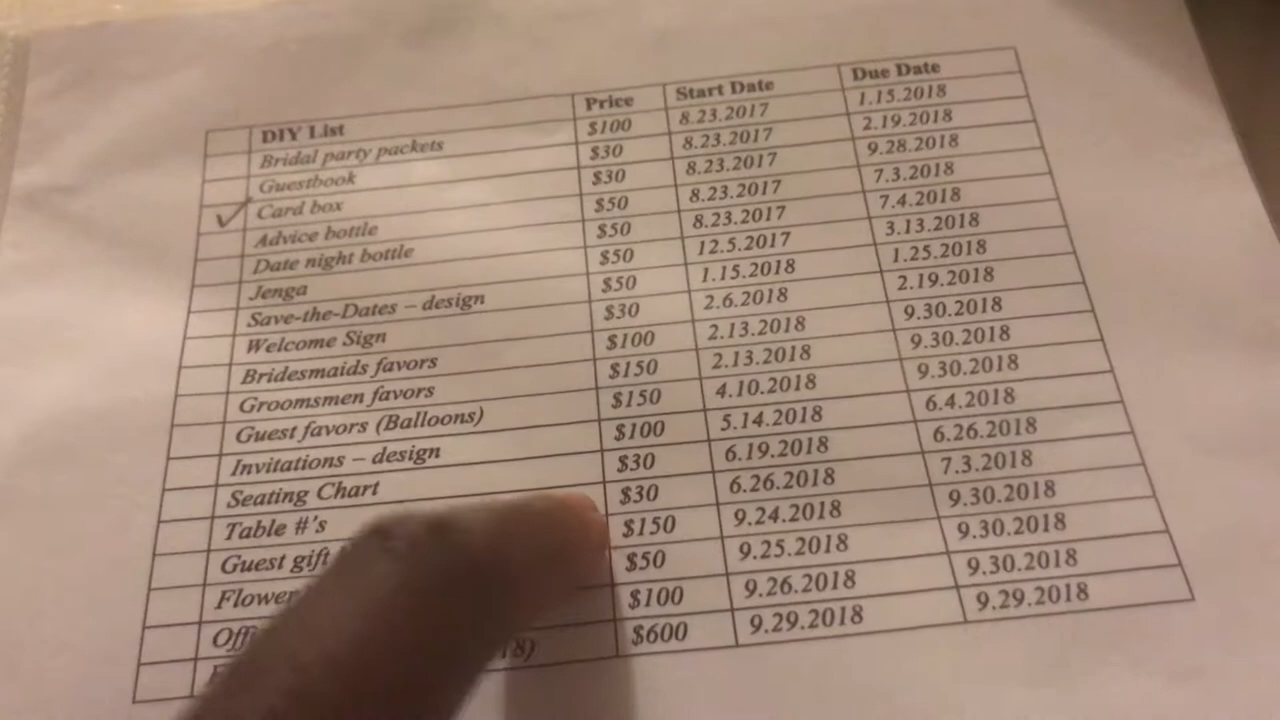 DIY List Price Start Date Due Date
Bridal party packets $100 8.23.2017 1.15.2018
Guestbook $30 8.23.2017 2.19.2018
Card box $30 8.23.2017 9.28.2018
Advice bottle $50 8.23.2017 7.3.2018
Date night bottle $50 8.23.2017 7.4.2018
Jenga $50 12.5.2017 3.13.2018
Save-the-Dates – design $50 1.15.2018 1.25.2018
Welcome Sign $30 2.6.2018 2.19.2018
Bridesmaids favors $100 2.13.2018 9.30.2018
Groomsmen favors $150 2.13.2018 9.30.2018
Guest favors (Balloons) $150 4.10.2018 9.30.2018
Invitations – design $100 5.14.2018 6.4.2018
Seating Chart $30 6.19.2018 6.26.2018
Table #'s $30 6.26.2018 7.3.2018
Guest gift $150 9.24.2018 9.30.2018
Flower $50 9.25.2018 9.30.2018
$100 9.26.2018 9.30.2018
$600 9.29.2018 9.29.2018